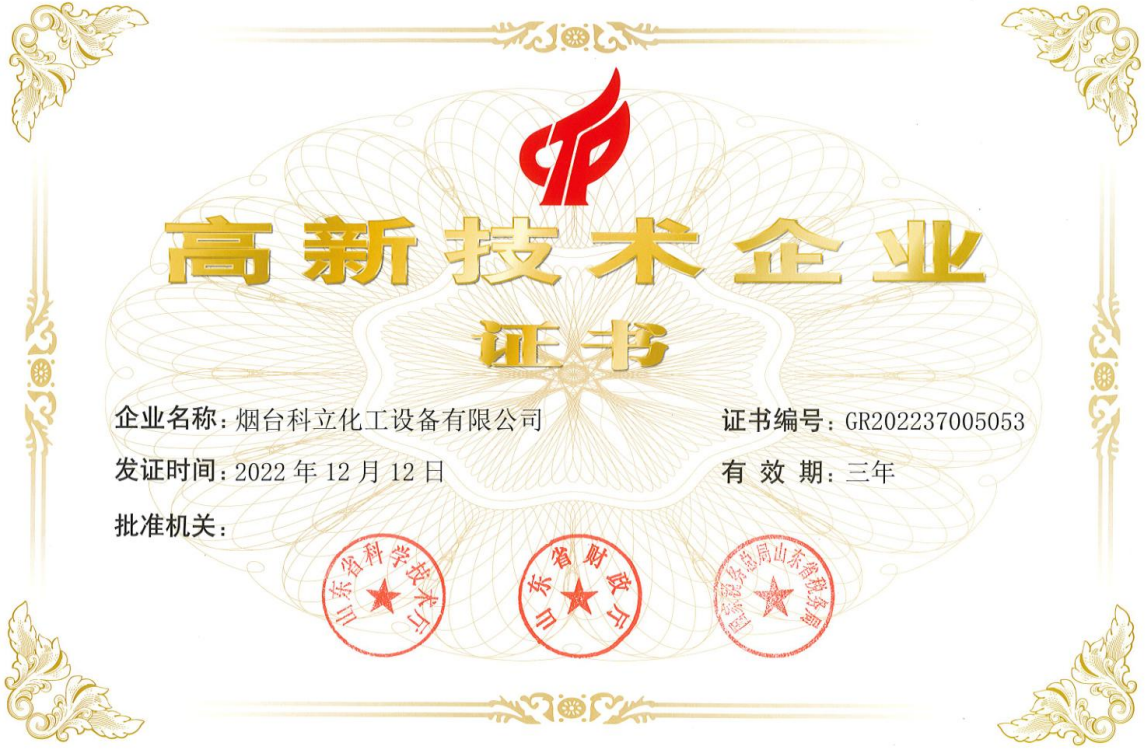 高新技术企业
证书
企业名称：烟台科立化工设备有限公司
证书编号：GR202237005053
发证时间：2022年12月12日
有效期：三年
批准机关：
山东省科学技术厅
山东省财政厅
国家税务总局山东省税务局